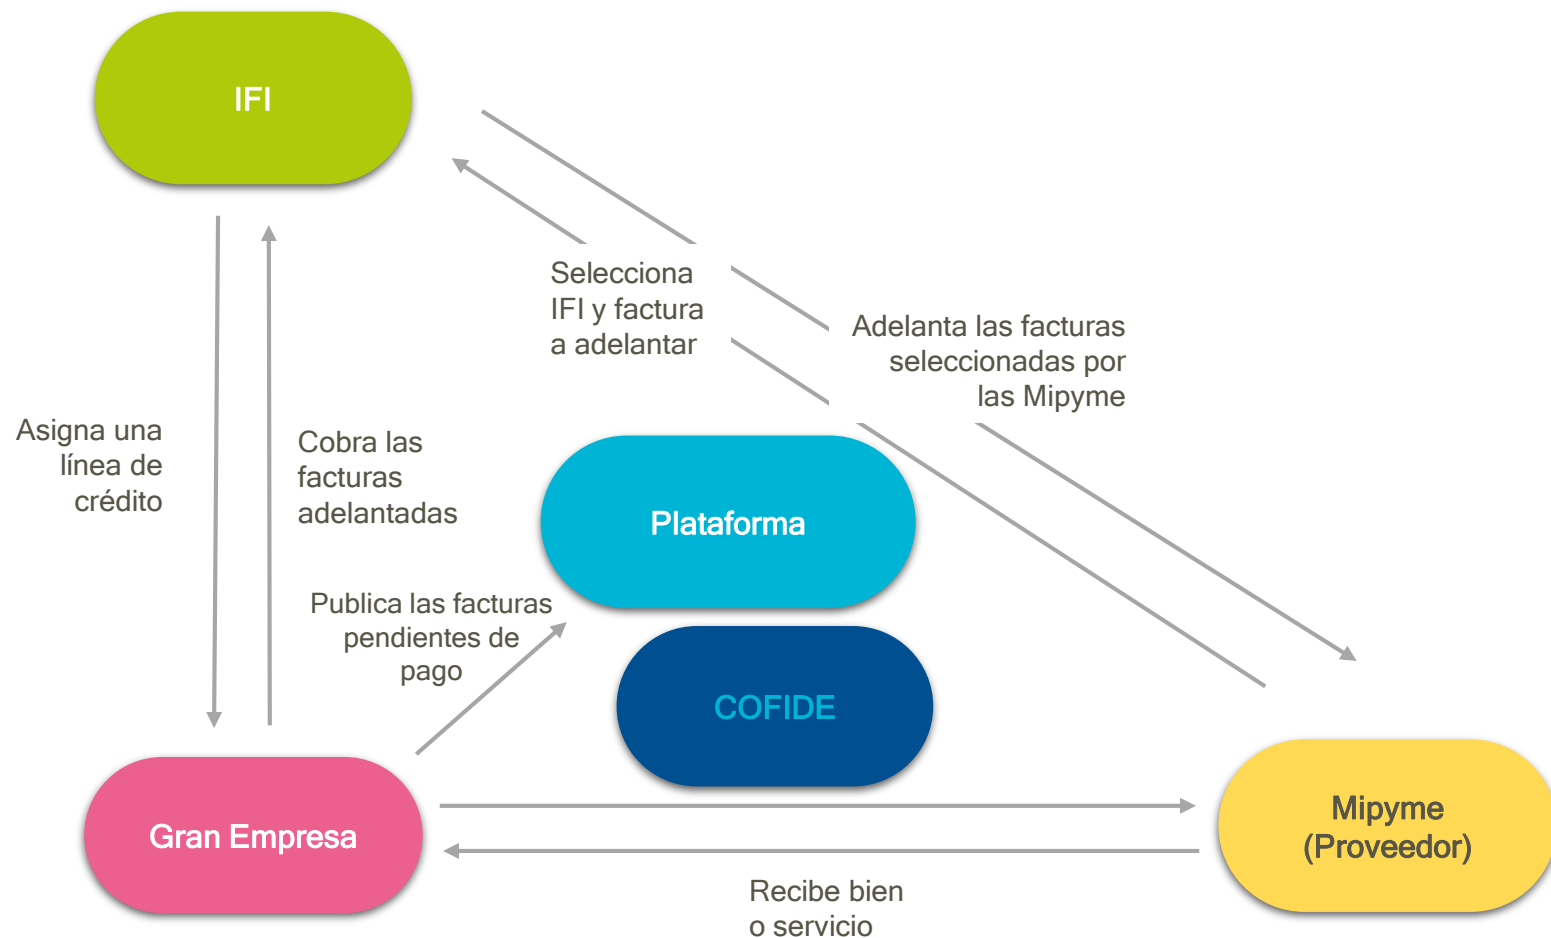 IFI
Selecciona
IFI y factura
a adelantar
Adelanta las facturas
seleccionadas por
las Mipyme
Asigna una
línea de
crédito
Cobra las
facturas
adelantadas
Plataforma
Publica las facturas
pendientes de
pago
COFIDE
Gran Empresa
Mipyme
(Proveedor)
Recibe bien
o servicio